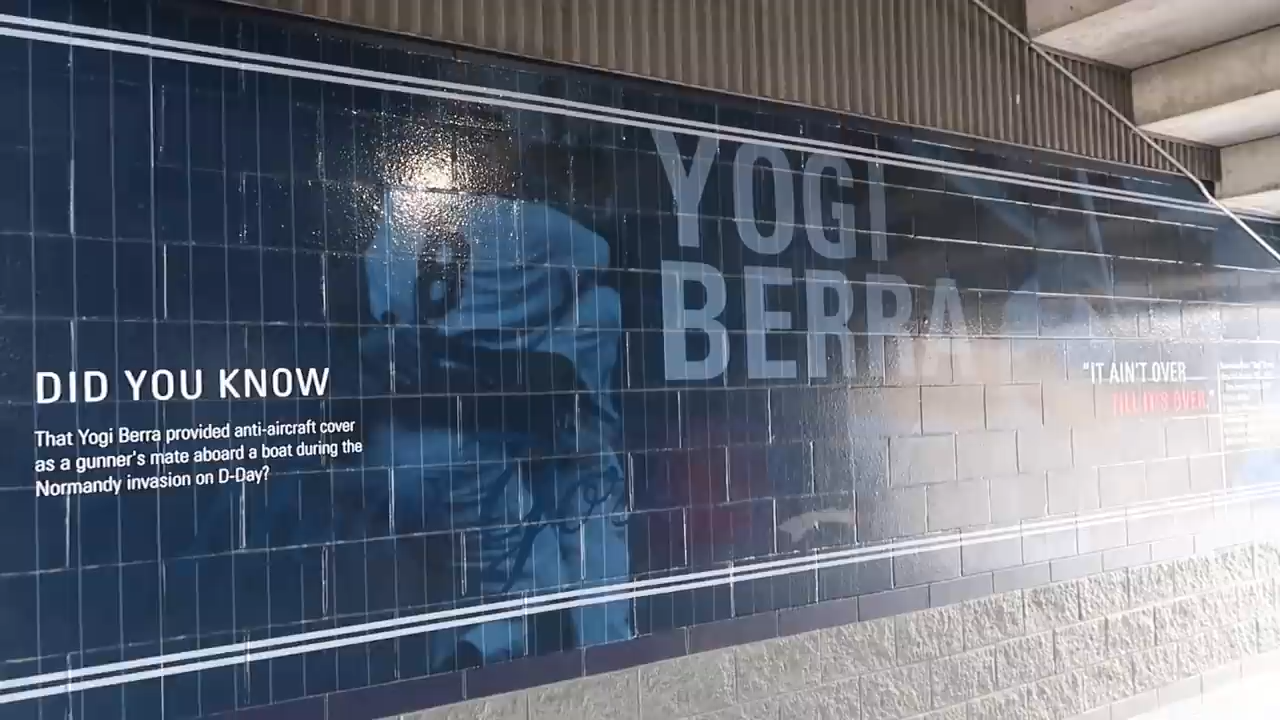 YOGI
BERRA
DID YOU KNOW
That Yogi Berra provided anti-aircraft cover
as a gunner's mate aboard a boat during the
Normandy invasion on D-Day?
"IT AIN'T OVER
TILL IT'S OVER."